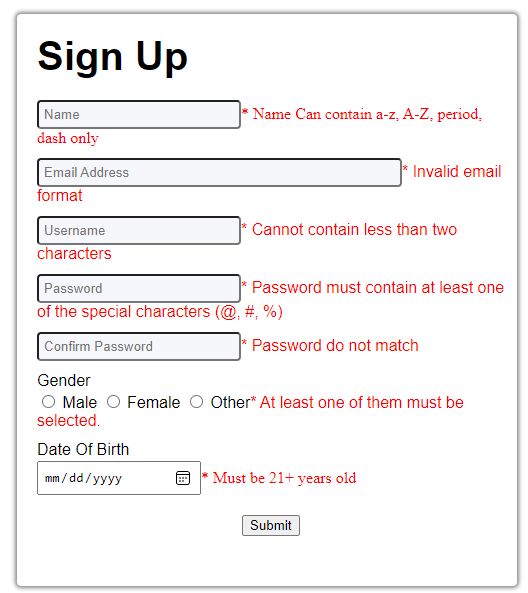 Sign Up
Name* Name Can contain a-z, A-Z, period,
dash only
Email Address* Invalid email
format
Username* Cannot contain less than two
characters
Password* Password must contain at least one
of the special characters (@, #, %)
Confirm Password* Password do not match
Gender
Male Female Other* At least one of them must be
selected.
Date Of Birth
mm/dd/yyyy* Must be 21+ years old
Submit